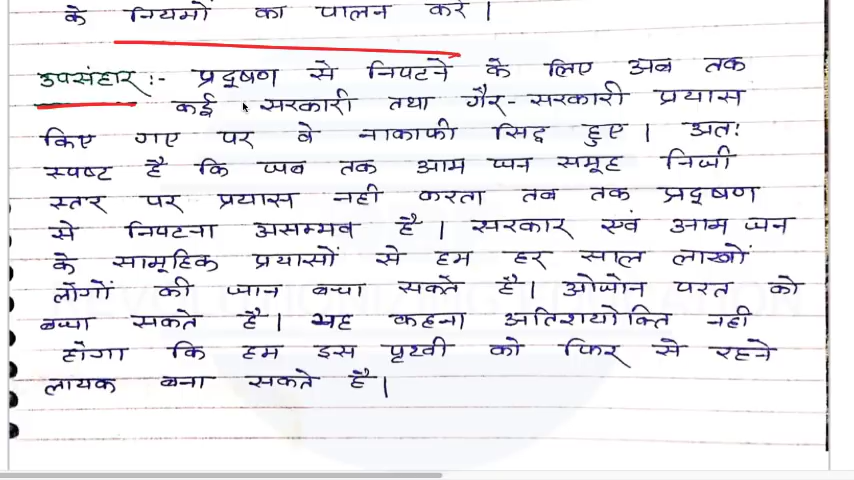 के नियमों का पालन करें।
उपसंहार :- प्रदूषण से निपटने के लिए अब तक
कई सरकारी तथा गैर-सरकारी प्रयास
किए गए पर वे नाकाफी सिद्ध हुए। अतः
स्पष्ट है कि जब तक आम जन समूह निजी
स्तर पर प्रयास नही करता तब तक प्रदूषण
से निपटना असम्भव है। सरकार एवं आम जन
के सामूहिक प्रयासों से हम हर साल लाखों
लोगों की जान बचा सकते हैं। ओजोन परत को
बचा सकते है। यह कहना अतिशयोक्ति नही
होगा कि हम इस पृथ्वी को फिर से रहने
लायक बना सकते है।